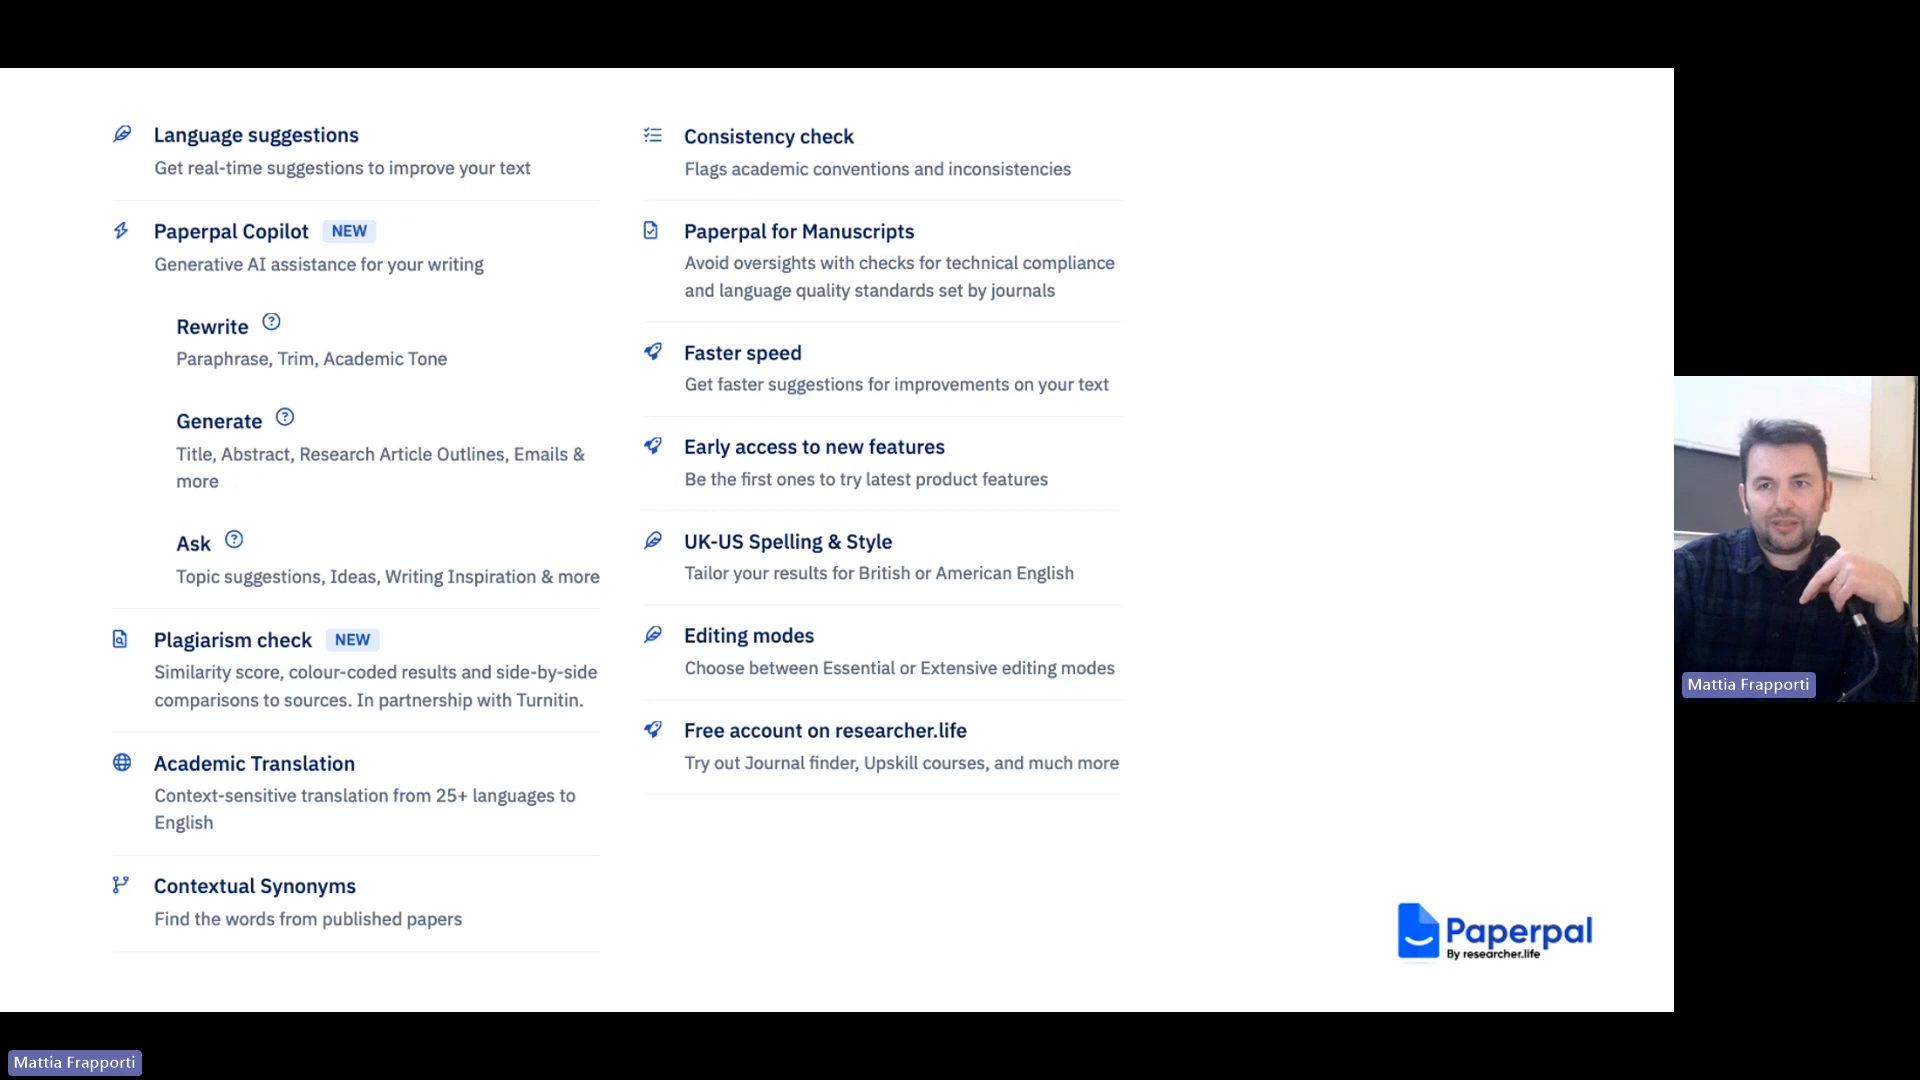 Language suggestions
Get real-time suggestions to improve your text
Paperpal Copilot NEW
Generative AI assistance for your writing
Rewrite ?
Paraphrase, Trim, Academic Tone
Generate ?
Title, Abstract, Research Article Outlines, Emails &
more
Ask ?
Topic suggestions, Ideas, Writing Inspiration & more
Plagiarism check NEW
Similarity score, colour-coded results and side-by-side
comparisons to sources. In partnership with Turnitin.
Academic Translation
Context-sensitive translation from 25+ languages to
English
Contextual Synonyms
Find the words from published papers
Consistency check
Flags academic conventions and inconsistencies
Paperpal for Manuscripts
Avoid oversights with checks for technical compliance
and language quality standards set by journals
Faster speed
Get faster suggestions for improvements on your text
Early access to new features
Be the first ones to try latest product features
UK-US Spelling & Style
Tailor your results for British or American English
Editing modes
Choose between Essential or Extensive editing modes
Free account on researcher.life
Try out Journal finder, Upskill courses, and much more
Paperpal
By researcher.life
Mattia Frapporti
Mattia Frapporti